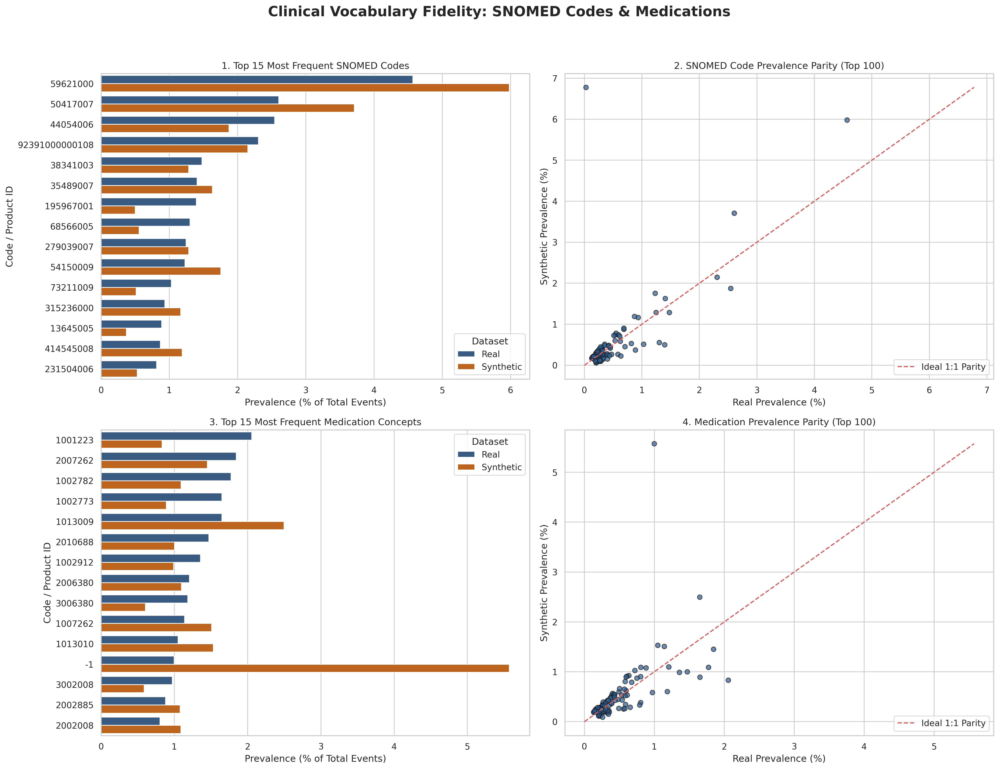 Clinical Vocabulary Fidelity: SNOMED Codes & Medications
1. Top 15 Most Frequent SNOMED Codes
Code / Product ID
59621000
50417007
44054006
92391000000108
38341003
35489007
195967001
68566005
279039007
54150009
73211009
315236000
13645005
414545008
231504006
Dataset
Real
Synthetic
0 1 2 3 4 5 6
Prevalence (% of Total Events)
2. SNOMED Code Prevalence Parity (Top 100)
Synthetic Prevalence (%)
7
6
5
4
3
2
1
0
Ideal 1:1 Parity
0 1 2 3 4 5 6 7
Real Prevalence (%)
3. Top 15 Most Frequent Medication Concepts
Code / Product ID
1001223
2007262
1002782
1002773
1013009
2010688
1002912
2006380
3006380
1007262
1013010
-1
3002008
2002885
2002008
Dataset
Real
Synthetic
0 1 2 3 4 5
Prevalence (% of Total Events)
4. Medication Prevalence Parity (Top 100)
Synthetic Prevalence (%)
5
4
3
2
1
0
Ideal 1:1 Parity
0 1 2 3 4 5
Real Prevalence (%)